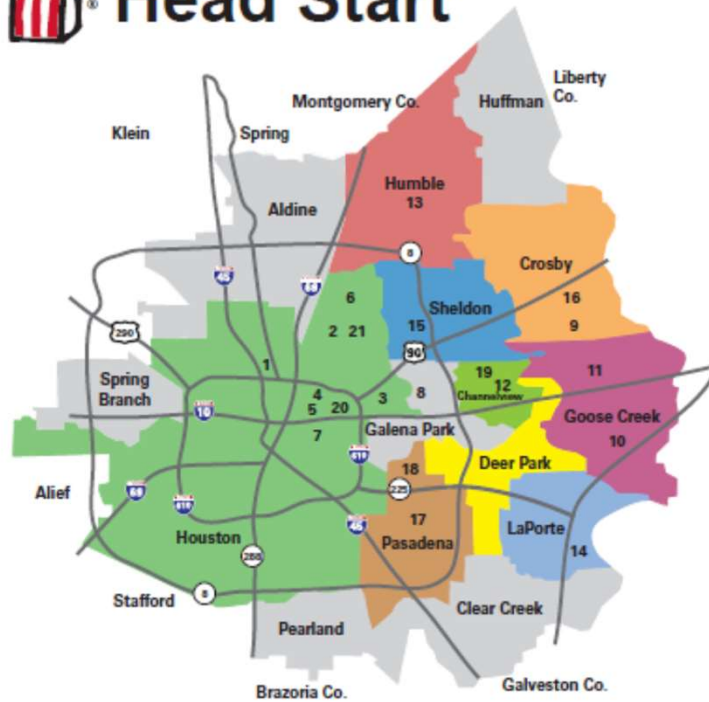 ® Head Start
Liberty
Co.
Montgomery Co.
Huffman
Klein
Spring
Humble
13
Aldine
8
Crosby
45
69
6
16
Sheldon
2 21
15
9
290
90
1
19
11
12
Spring
Branch
4
3
8
Channelview
5 20
10
Goose Creek
7
Galena Park
10
610
Deer Park
18
Alief
69
225
610
17
LaPorte
45
Houston
Pasadena
14
288
8
Stafford
Clear Creek
Pearland
Galveston Co.
Brazoria Co.